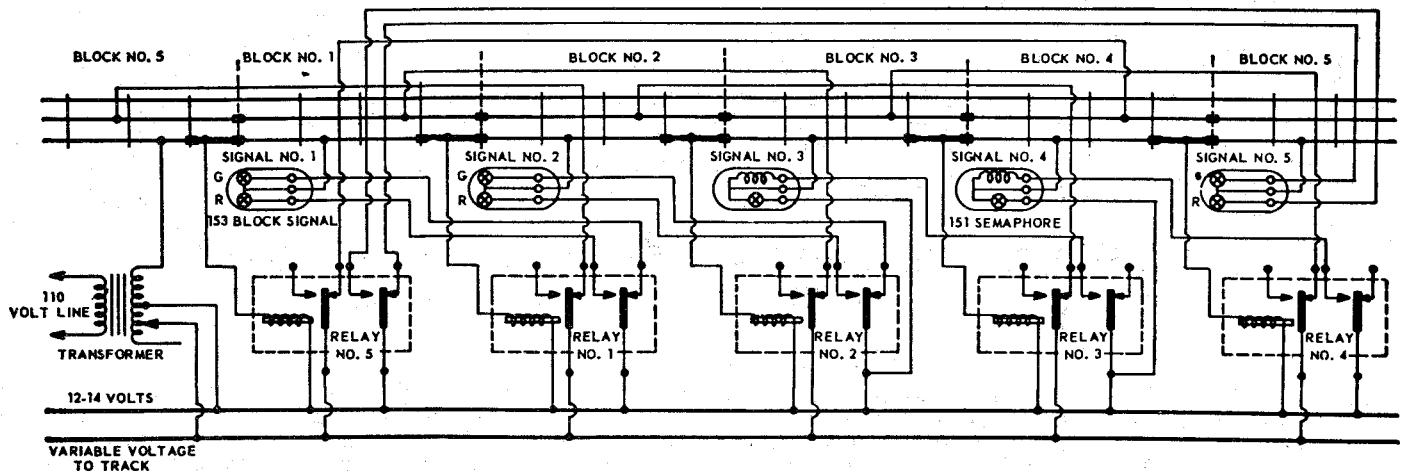 BLOCK NO. 5
BLOCK NO. 1
BLOCK NO. 2
BLOCK NO. 3
BLOCK NO. 4
BLOCK NO. 5
SIGNAL NO. 1
SIGNAL NO. 2
SIGNAL NO. 3
SIGNAL NO. 4
SIGNAL NO. 5
G
R
G
R
G
R
153 BLOCK SIGNAL
151 SEMAPHORE
110
VOLT LINE
TRANSFORMER
RELAY
NO. 5
RELAY
NO. 1
RELAY
NO. 2
RELAY
NO. 3
RELAY
NO. 4
12-14 VOLTS
VARIABLE VOLTAGE
TO TRACK